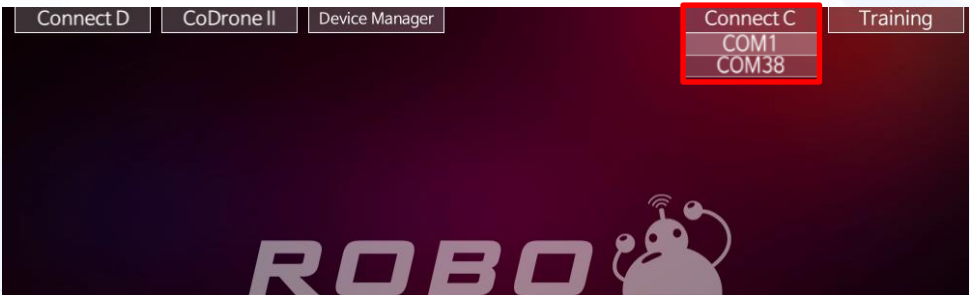 Connect D CoDrone II Device Manager Connect C Training
COM1
COM38
ROBO